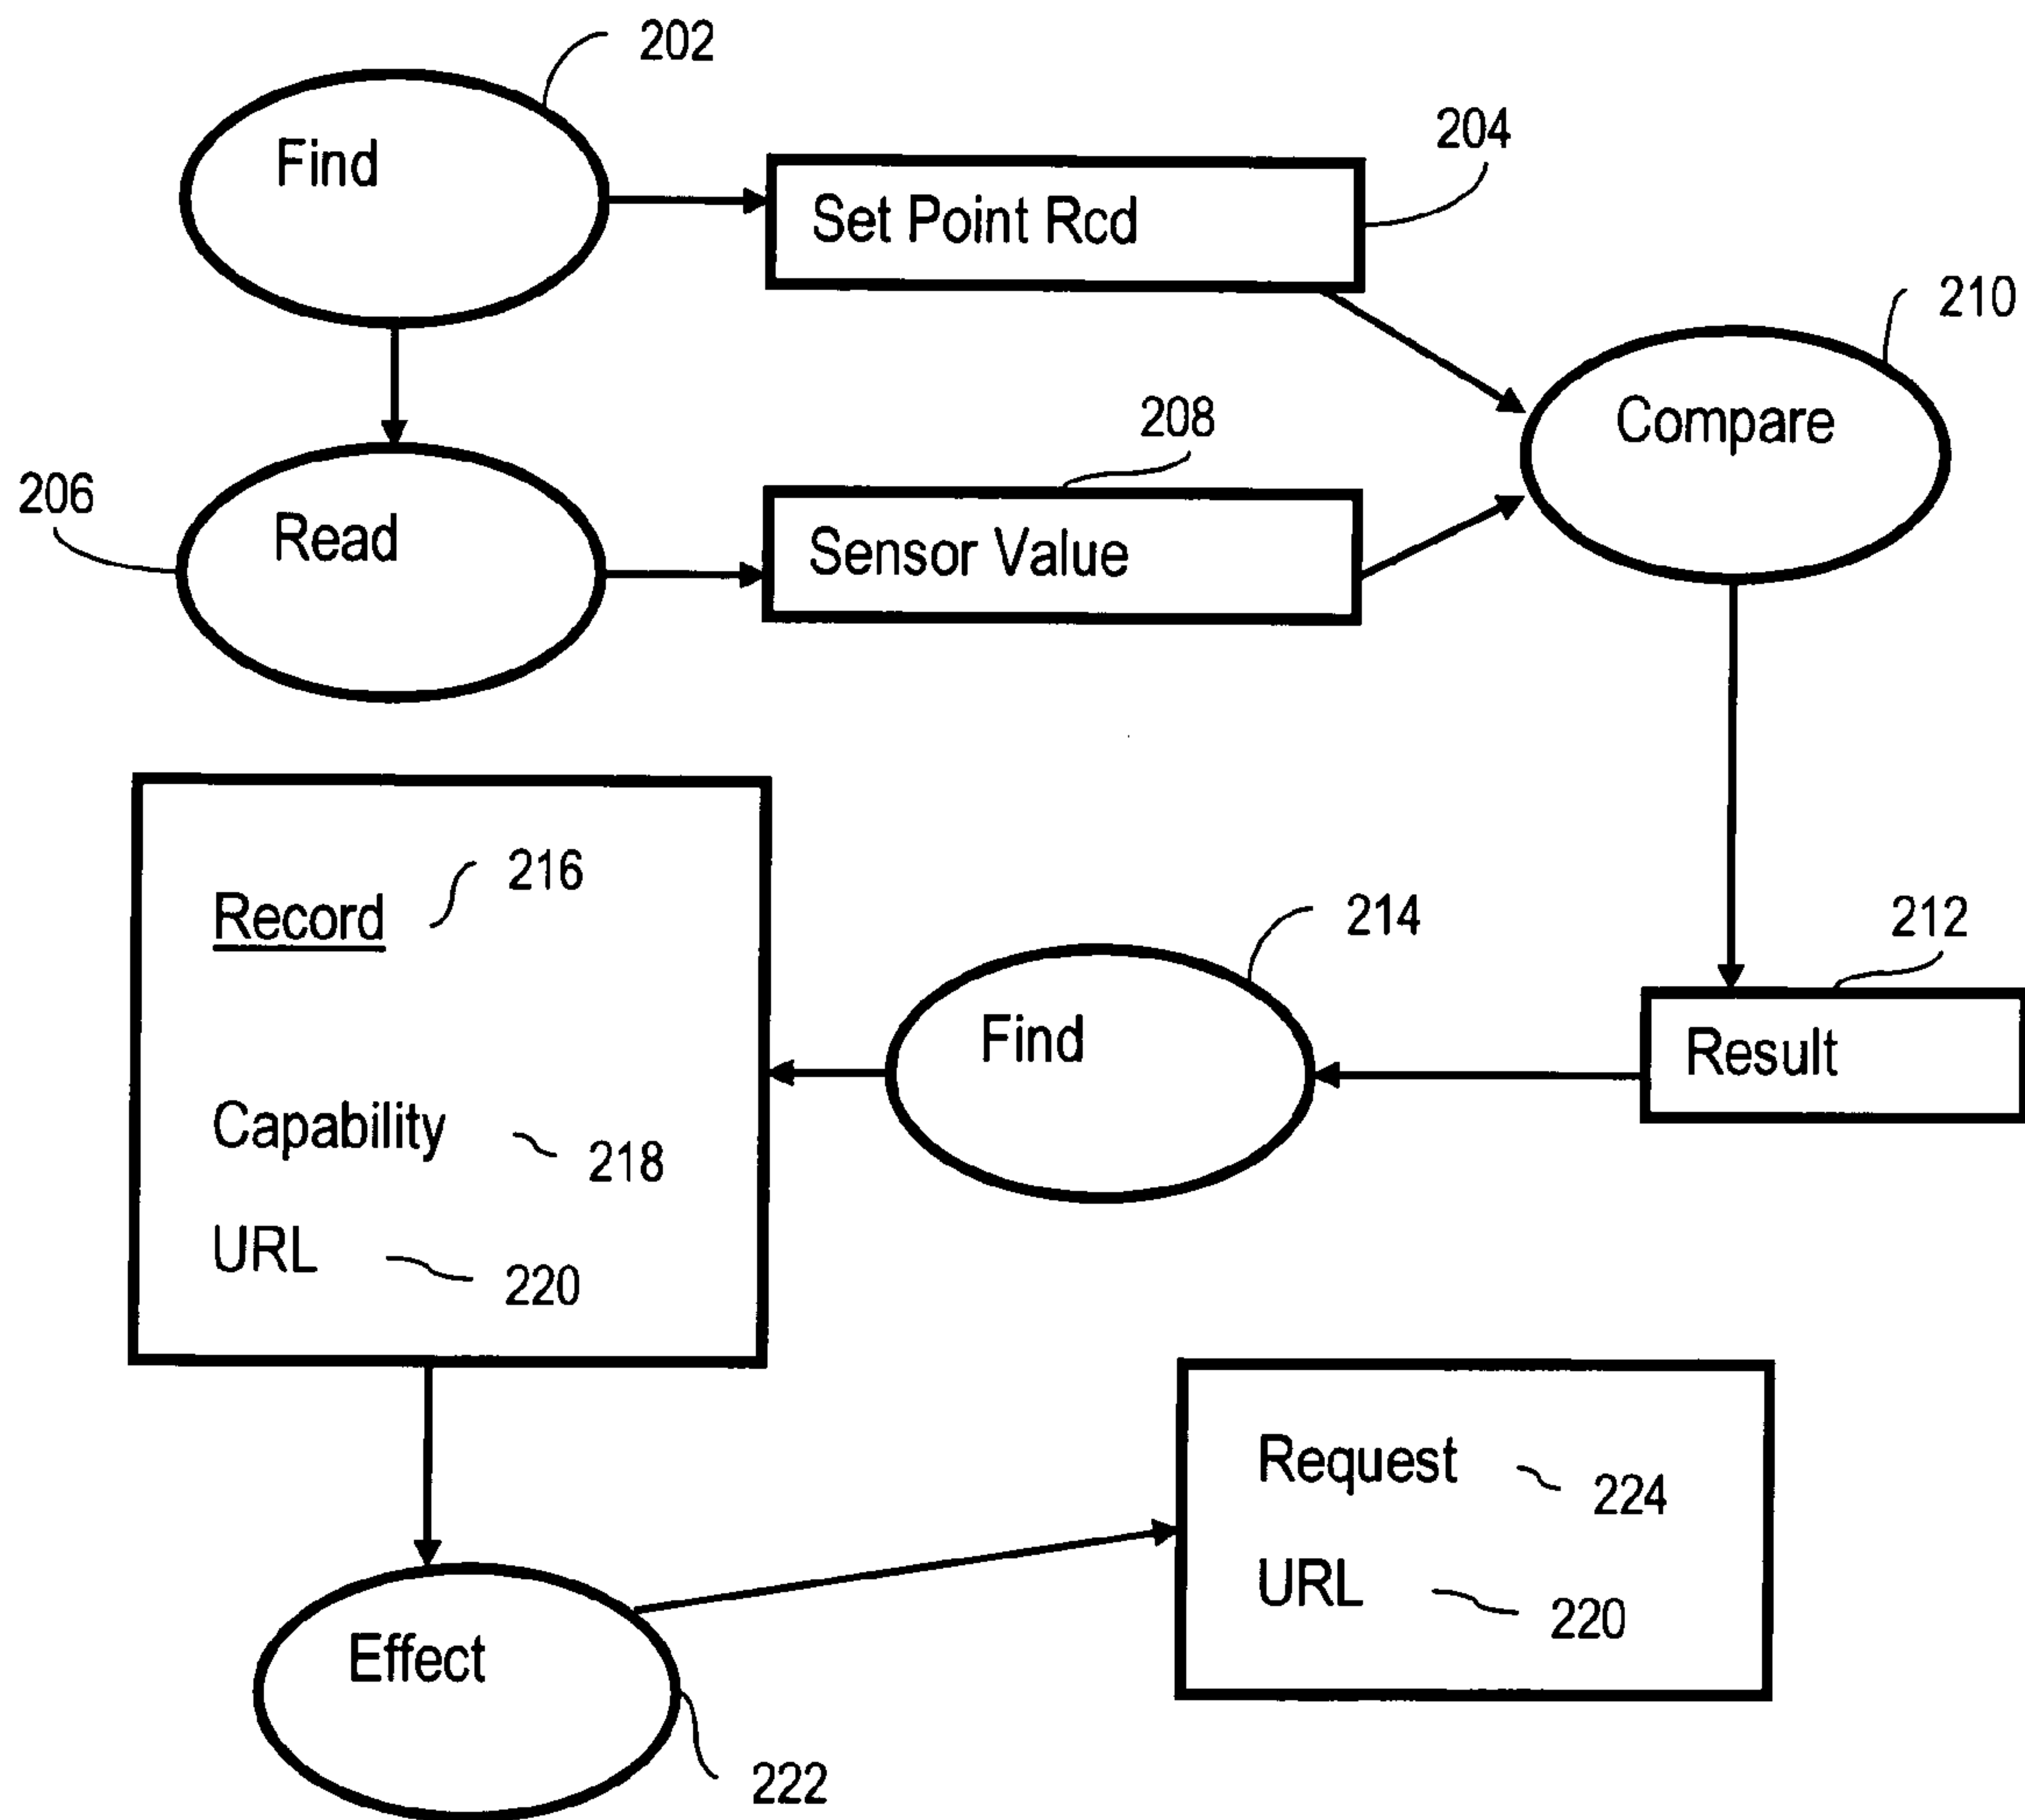 202
Find
204
Set Point Rcd
210
Compare
208
206
Read
Sensor Value
216
Record
214
212
Find
Result
Capability
218
URL
220
Request
224
URL
220
Effect
222